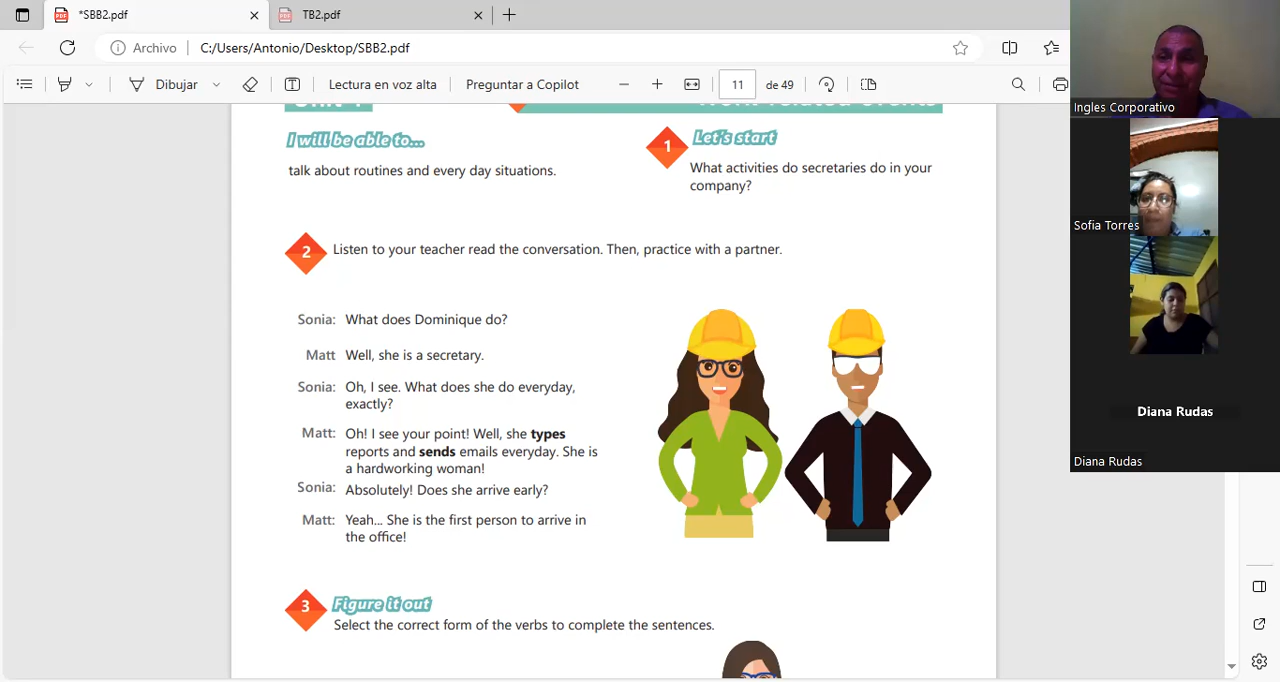 *SBB2.pdf
TB2.pdf
Archivo
C:/Users/Antonio/Desktop/SBB2.pdf
Dibujar
Lectura en voz alta
Preguntar a Copilot
11
de 49
I will be able to...
talk about routines and every day situations.
1
Let's start
What activities do secretaries do in your
company?
2
Listen to your teacher read the conversation. Then, practice with a partner.
Sonia: What does Dominique do?
Matt Well, she is a secretary.
Sonia: Oh, I see. What does she do everyday,
exactly?
Matt: Oh! I see your point! Well, she types
reports and sends emails everyday. She is
a hardworking woman!
Sonia: Absolutely! Does she arrive early?
Matt: Yeah... She is the first person to arrive in
the office!
3
Figure it out
Select the correct form of the verbs to complete the sentences.
Ingles Corporativo
Sofia Torres
Diana Rudas
Diana Rudas